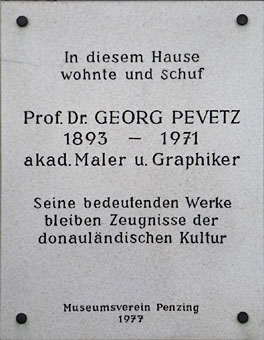 In diesem Hause
wohnte und schuf
Prof. Dr. GEORG PEVETZ
1893 – 1971
akad. Maler u. Graphiker
Seine bedeutenden Werke
bleiben Zeugnisse der
donauländischen Kultur
Museumsverein Penzing
1977